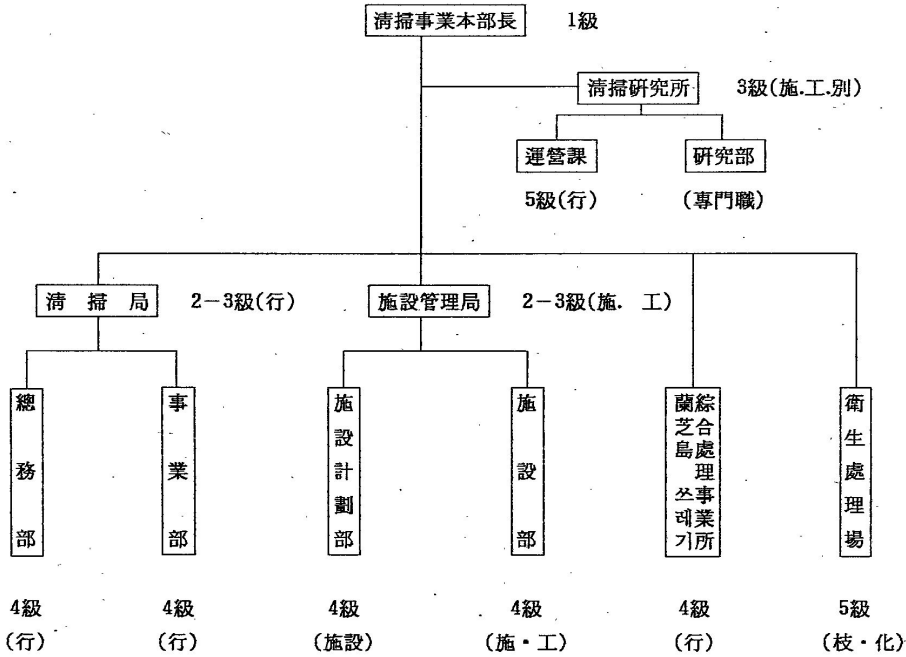 清掃事業本部長 1級
清掃硏究所 3級(施.工.別)
運營課 硏究部
5級(行) (專門職)
淸掃局 2-3級(行) 施設管理局 2-3級(施. 工)
總務部
事業部
施設計劃部
施設部
蘭芝島 쓰레기
綜合處理事業所
衛生處理場
4級 4級 4級 4級 4級 5級
(行) (行) (施設) (施・工) (行) (枝・化)